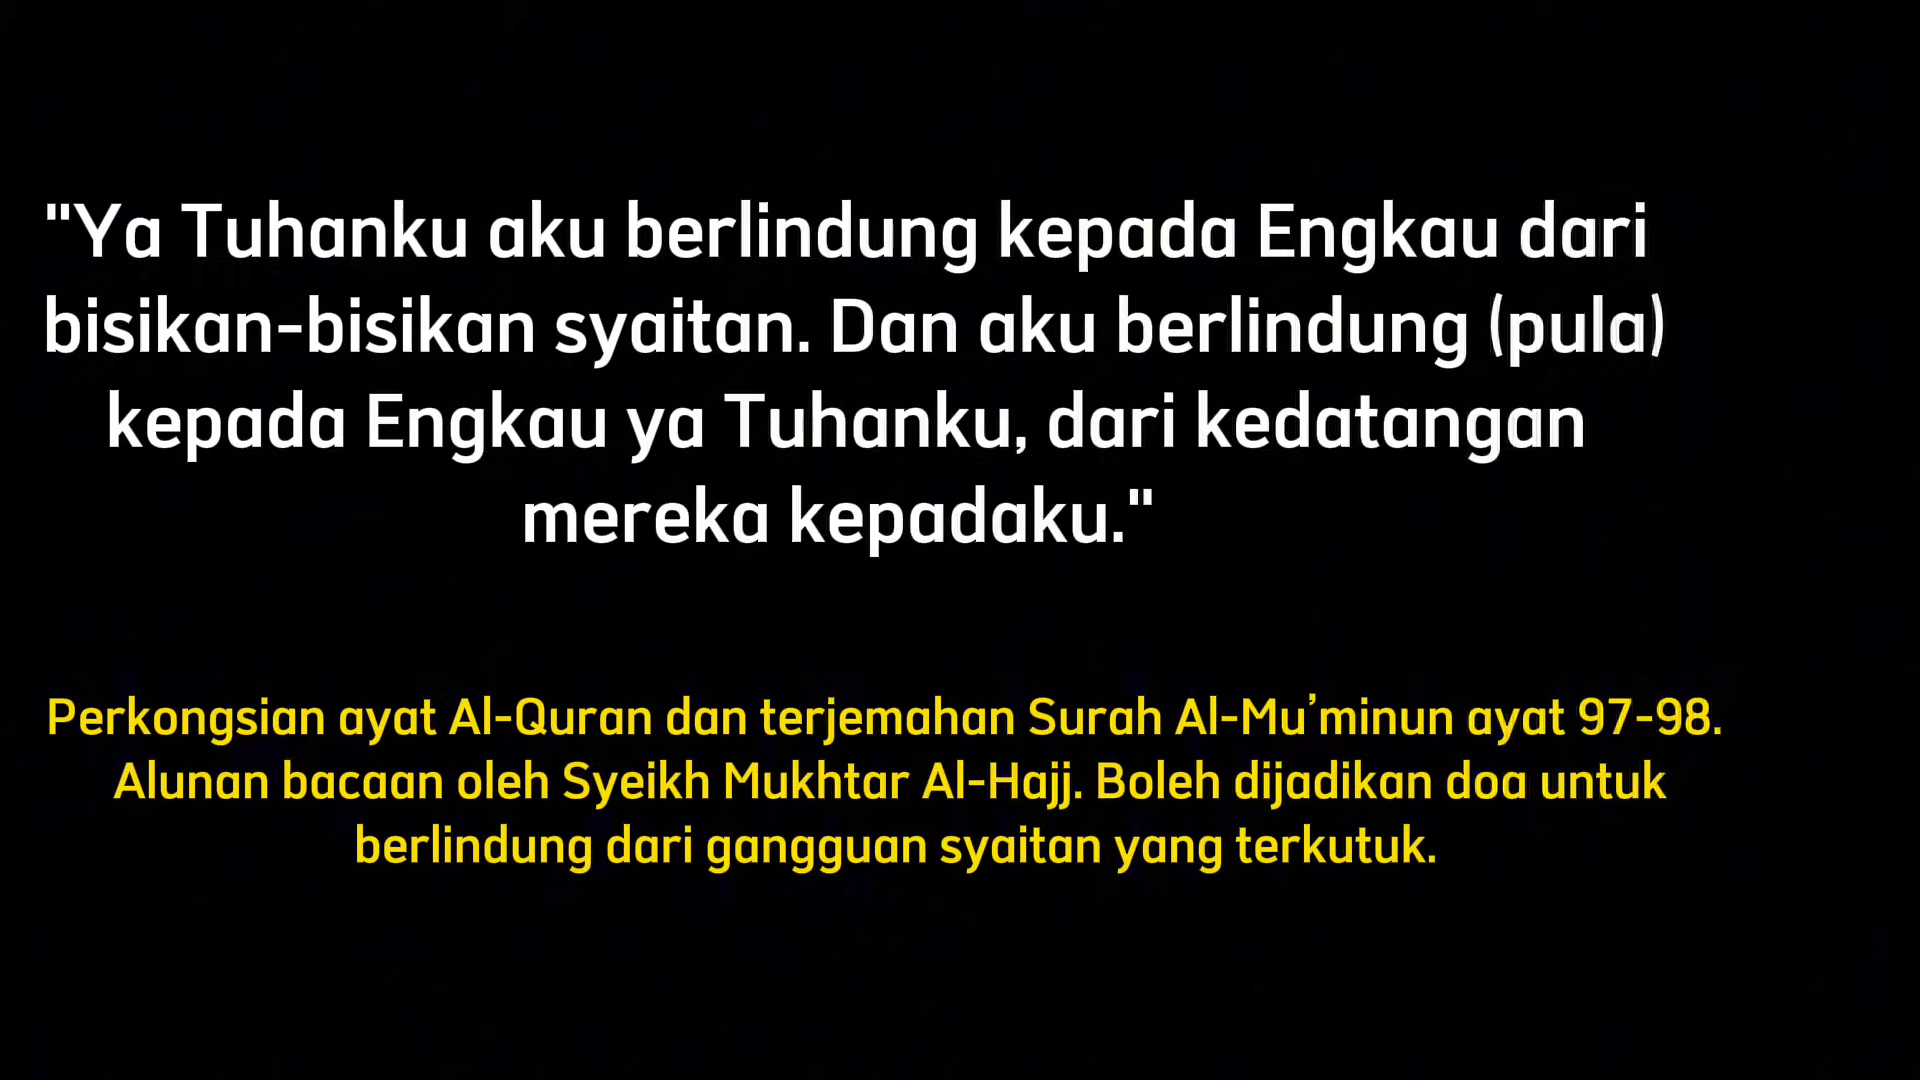 "Ya Tuhanku aku berlindung kepada Engkau dari
bisikan-bisikan syaitan. Dan aku berlindung (pula)
kepada Engkau ya Tuhanku, dari kedatangan
mereka kepadaku."
Perkongsian ayat Al-Quran dan terjemahan Surah Al-Mu’minun ayat 97-98.
Alunan bacaan oleh Syeikh Mukhtar Al-Hajj. Boleh dijadikan doa untuk
berlindung dari gangguan syaitan yang terkutuk.